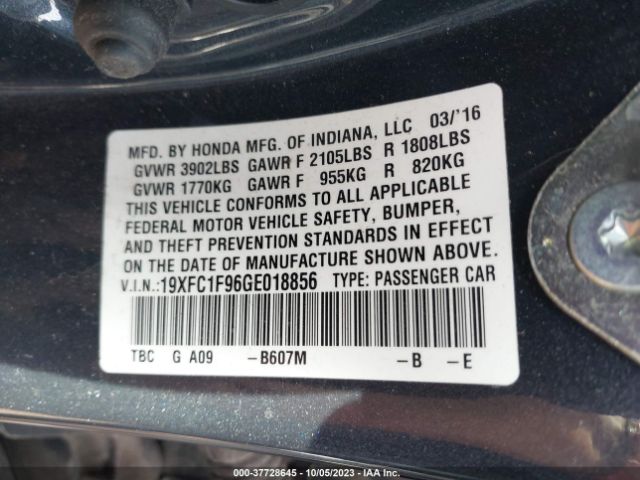 MFD. BY HONDA MFG. OF INDIANA, LLC 03/'16
GVWR 3902LBS GAWR F 2105LBS R 1808LBS
GVWR 1770KG GAWR F 955KG R 820KG
THIS VEHICLE CONFORMS TO ALL APPLICABLE
FEDERAL MOTOR VEHICLE SAFETY, BUMPER,
AND THEFT PREVENTION STANDARDS IN EFFECT
ON THE DATE OF MANUFACTURE SHOWN ABOVE.
V.I.N.:19XFC1F96GE018856 TYPE: PASSENGER CAR
TBC G A09 -B607M -B -E
000-37728645 - 10/05/2023 - IAA Inc.